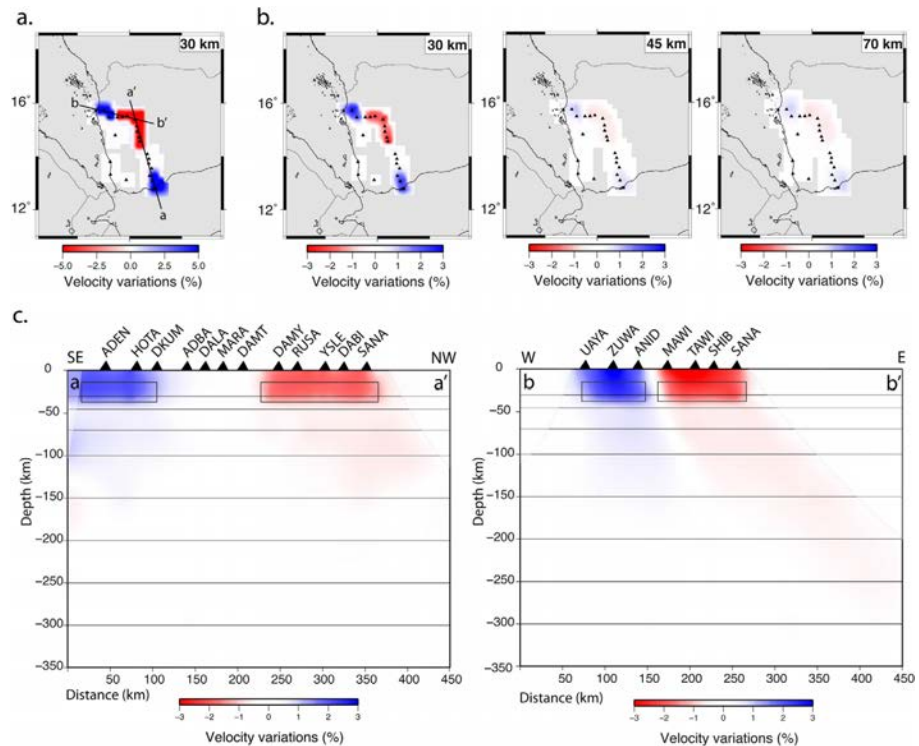 a.
b.
30 km
30 km
45 km
70 km
16°
12°
a'
b
b'
a
16°
12°
16°
12°
16°
12°
-5.0 -2.5 0.0 2.5 5.0
Velocity variations (%)
-3 -2 -1 0 1 2 3
Velocity variations (%)
-3 -2 -1 0 1 2 3
Velocity variations (%)
-3 -2 -1 0 1 2 3
Velocity variations (%)
c.
SE ADEN HOTA DKUM ADBA DALA MARA DAMT DAMY RUSA YSLE DABI SANA NW
a a'
0
-50
-100
-150
-200
-250
-300
-350
Depth (km)
50 100 150 200 250 300 350 400 450
Distance (km)
-3 -2 -1 0 1 2 3
Velocity variations (%)
W UAYA ZUWA ANID MAWI TAWI SHIB SANA E
b b'
0
-50
-100
-150
-200
-250
-300
-350
50 100 150 200 250 300 350 400 450
-3 -2 -1 0 1 2 3
Velocity variations (%)